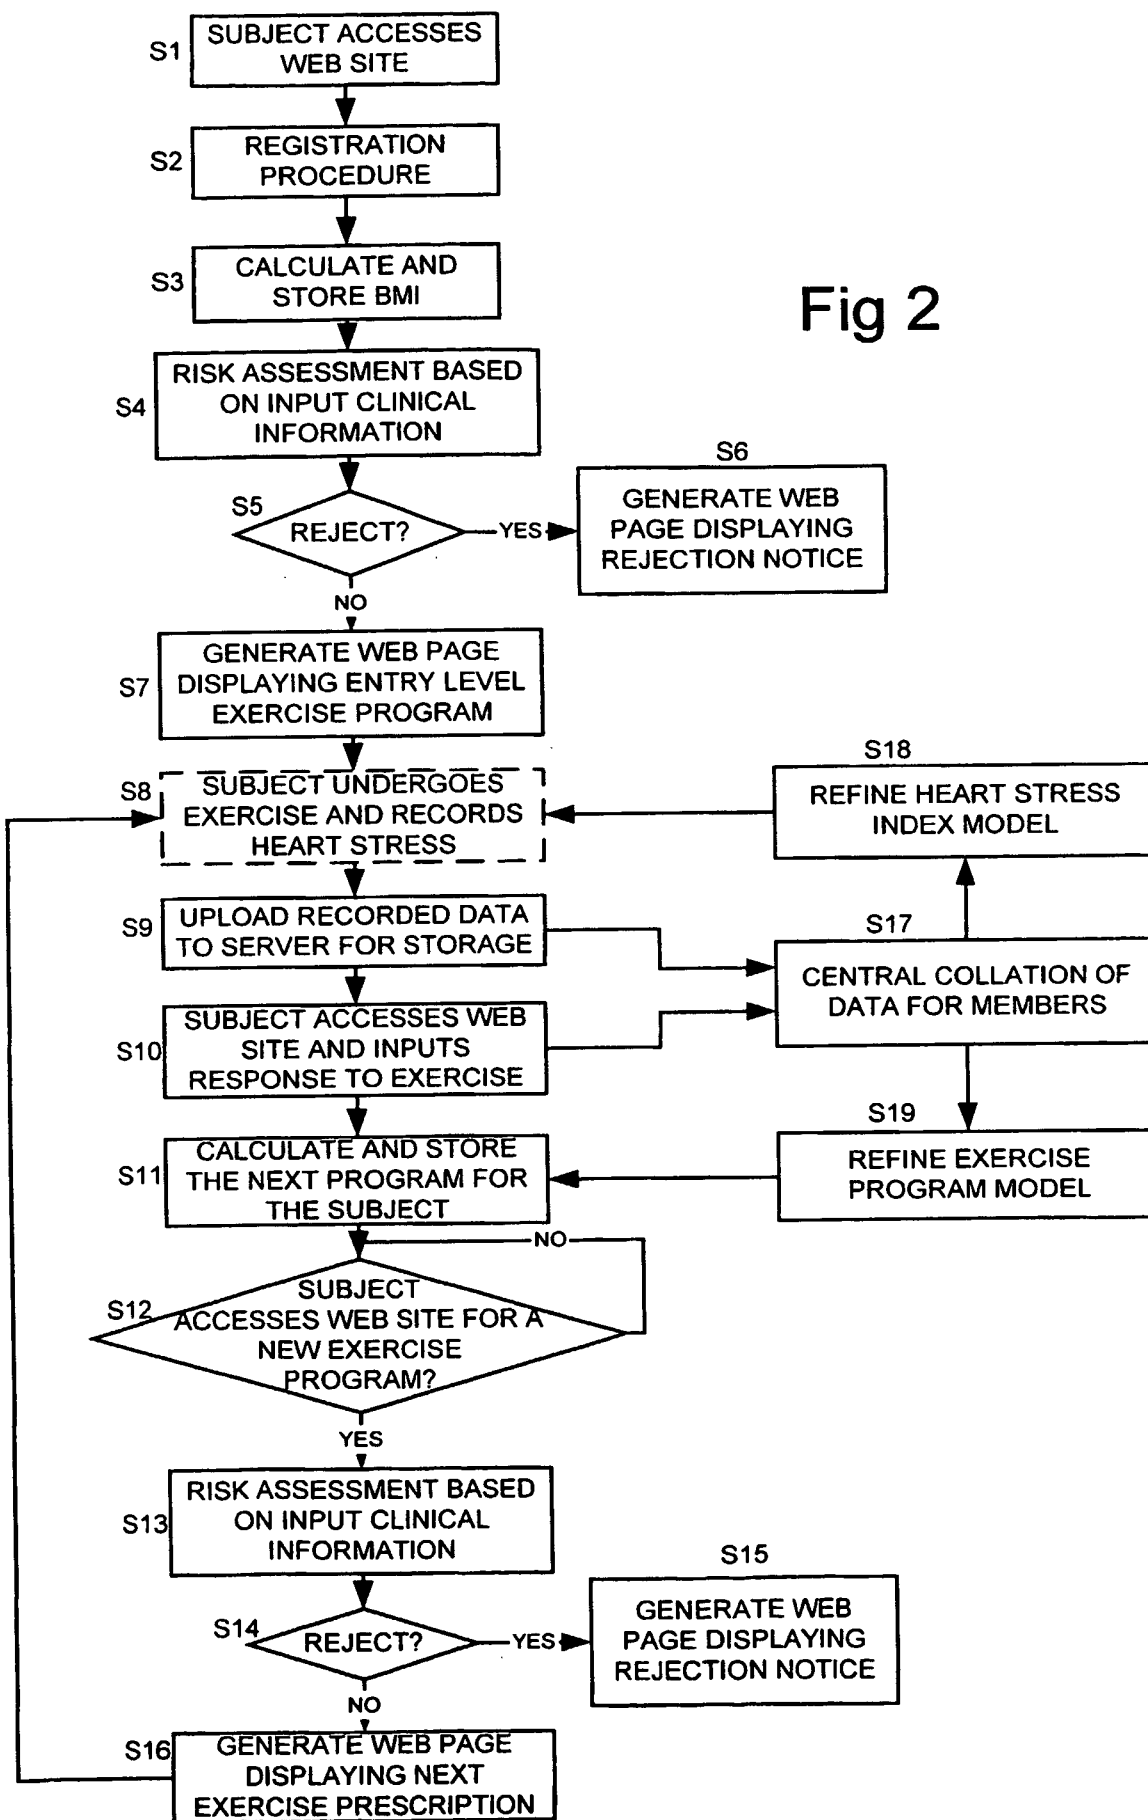 S1
SUBJECT ACCESSES
WEB SITE
S2
REGISTRATION
PROCEDURE
S3
CALCULATE AND
STORE BMI
Fig 2
S4
RISK ASSESSMENT BASED
ON INPUT CLINICAL
INFORMATION
S5
REJECT?
YES
S6
GENERATE WEB
PAGE DISPLAYING
REJECTION NOTICE
NO
S7
GENERATE WEB PAGE
DISPLAYING ENTRY LEVEL
EXERCISE PROGRAM
S8
SUBJECT UNDERGOES
EXERCISE AND RECORDS
HEART STRESS
S18
REFINE HEART STRESS
INDEX MODEL
S9
UPLOAD RECORDED DATA
TO SERVER FOR STORAGE
S17
CENTRAL COLLATION OF
DATA FOR MEMBERS
S10
SUBJECT ACCESSES WEB
SITE AND INPUTS
RESPONSE TO EXERCISE
S11
CALCULATE AND STORE
THE NEXT PROGRAM FOR
THE SUBJECT
S19
REFINE EXERCISE
PROGRAM MODEL
NO
S12
SUBJECT
ACCESSES WEB SITE FOR A
NEW EXERCISE
PROGRAM?
YES
S13
RISK ASSESSMENT BASED
ON INPUT CLINICAL
INFORMATION
S14
REJECT?
YES
S15
GENERATE WEB
PAGE DISPLAYING
REJECTION NOTICE
NO
S16
GENERATE WEB PAGE
DISPLAYING NEXT
EXERCISE PRESCRIPTION